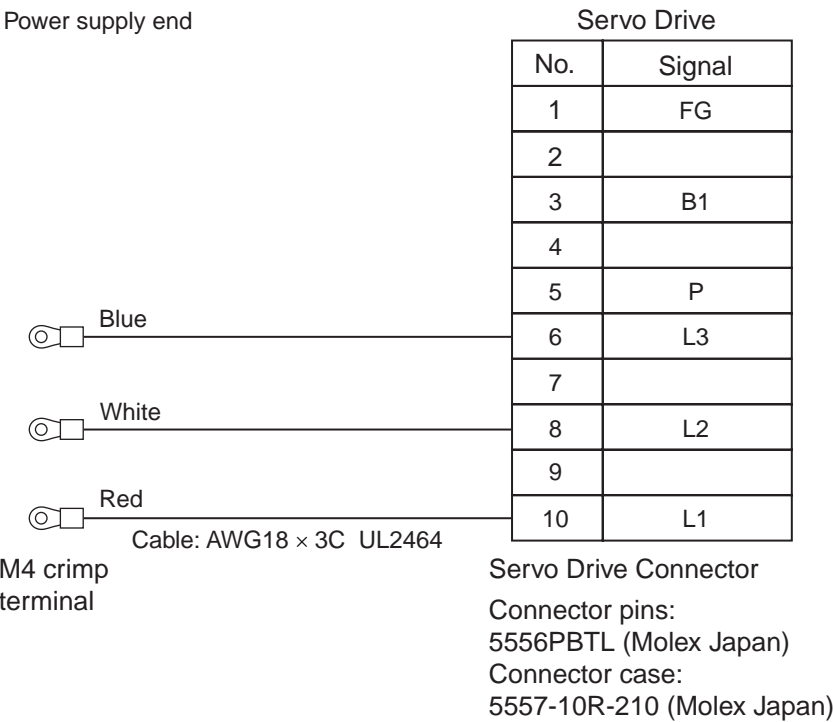 Power supply end
Servo Drive
No. Signal
1 FG
2
3 B1
4
5 P
Blue
6 L3
7
White
8 L2
9
Red
10 L1
Cable: AWG18 × 3C UL2464
M4 crimp
terminal
Servo Drive Connector
Connector pins:
5556PBTL (Molex Japan)
Connector case:
5557-10R-210 (Molex Japan)